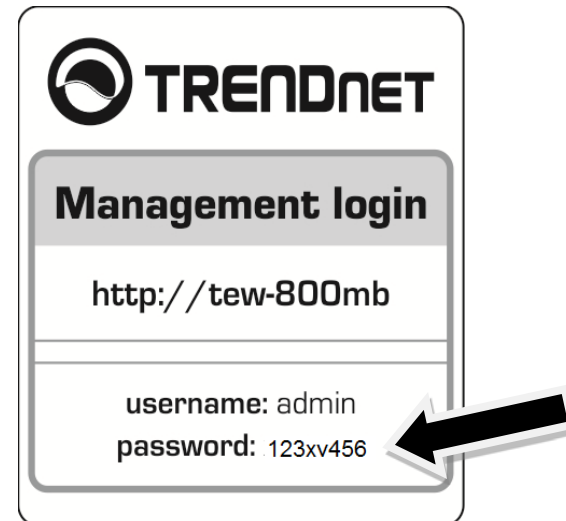 TRENDNET
Management login
http://tew-800mb
username: admin
password: 123xv456